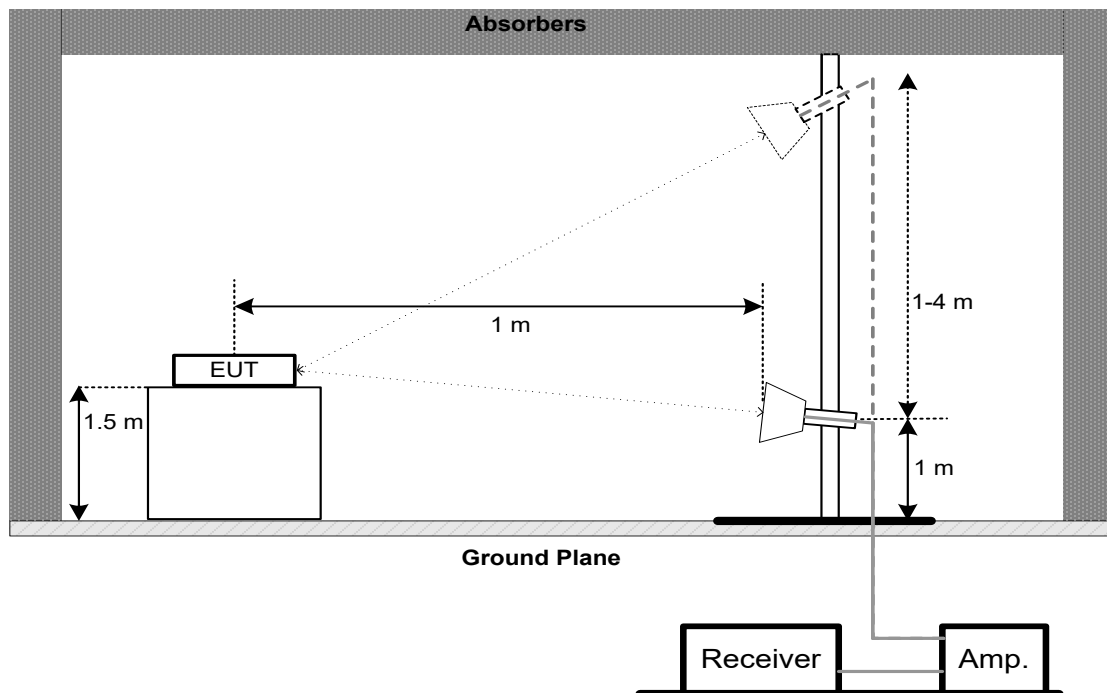 Absorbers
1-4 m
1 m
EUT
1.5 m
1 m
Ground Plane
Receiver
Amp.